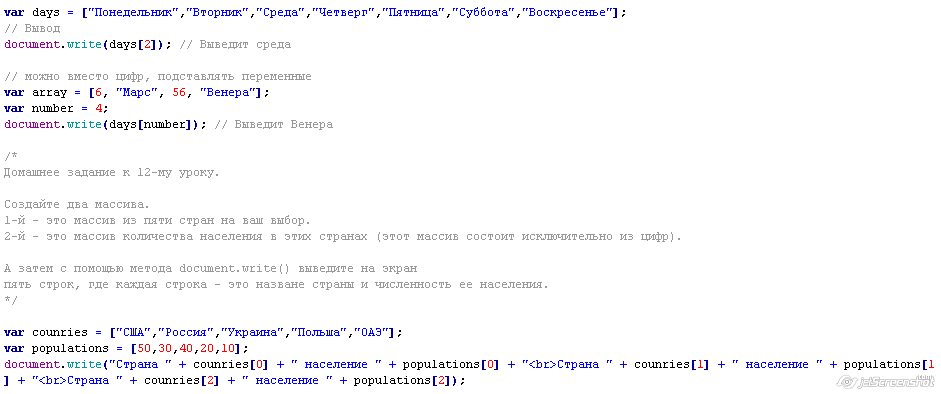 var days = ["Понедельник","Вторник","Среда","Четверг","Пятница","Суббота","Воскресенье"];
// Вывод
document.write(days[2]); // Выведит среда
// можно вместо цифр, подставлять переменные
var array = [6, "Марс", 56, "Венера"];
var number = 4;
document.write(days[number]); // Выведит Венера
/*
Домашнее задание к 12-му уроку.
Создайте два массива.
1-й - это массив из пяти стран на ваш выбор.
2-й - это массив количества населения в этих странах (этот массив состоит исключительно из цифр).
А затем с помощью метода document.write() выведите на экран
пять строк, где каждая строка - это назване страны и численность ее населения.
*/
var counries = ["США","Россия","Украина","Польша","ОАЭ"];
var populations = [50,30,40,20,10];
document.write("Страна " + counries[0] + " население " + populations[0] + "<br>Страна " + counries[1] + " население " + populations[1
] + "<br>Страна " + counries[2] + " население " + populations[2]);
jetScreenshot